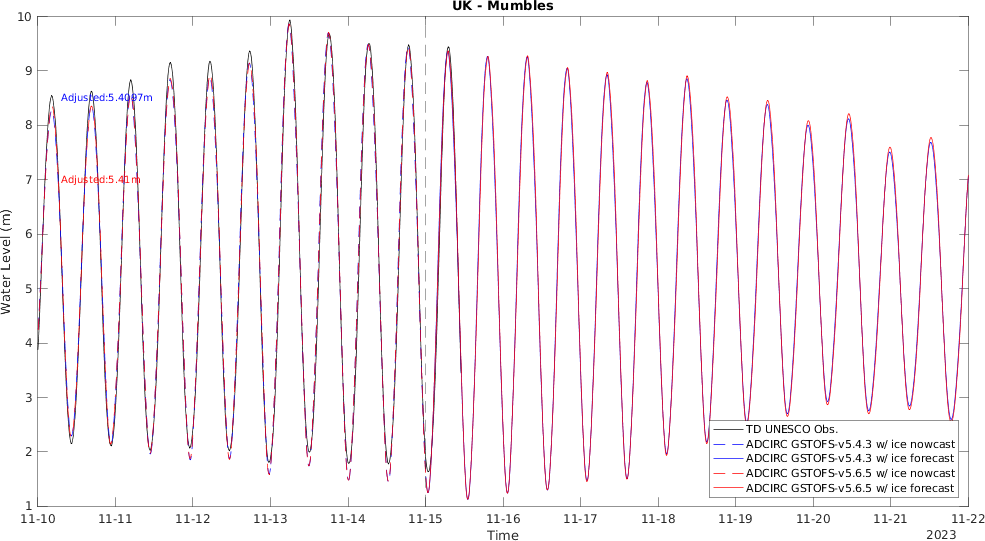 UK - Mumbles
10
9
8
7
6
5
4
3
2
1
Water Level (m)
Adjusted:5.4097m
Adjusted:5.41m
TD UNESCO Obs.
ADCIRC GSTOFS-v5.4.3 w/ ice nowcast
ADCIRC GSTOFS-v5.4.3 w/ ice forecast
ADCIRC GSTOFS-v5.6.5 w/ ice nowcast
ADCIRC GSTOFS-v5.6.5 w/ ice forecast
11-10 11-11 11-12 11-13 11-14 11-15 11-16 11-17 11-18 11-19 11-20 11-21 11-22
Time
2023